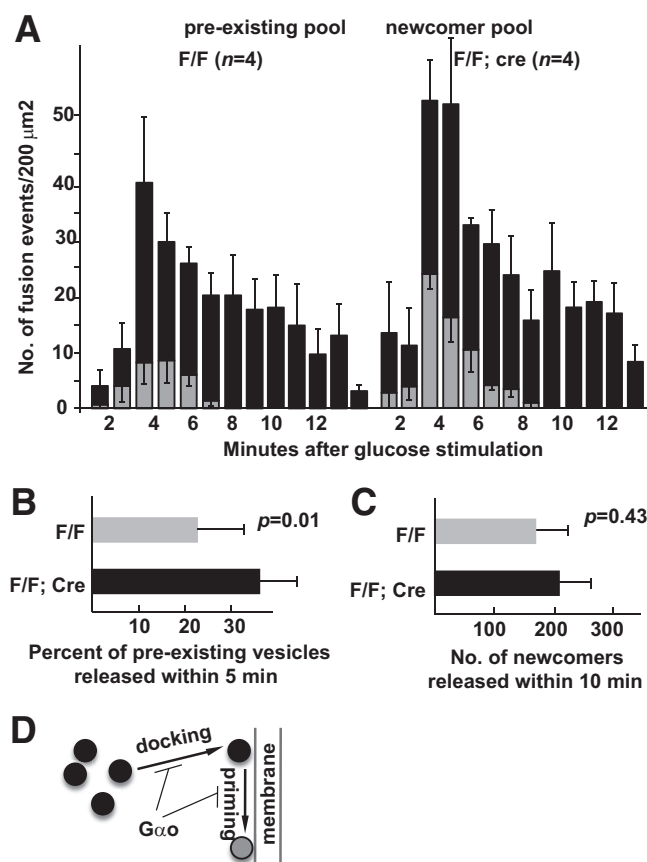 A
pre-existing pool newcomer pool
F/F (n=4) F/F; cre (n=4)
No. of fusion events/200 μm2
50
40
30
20
10
0
2 4 6 8 10 12 2 4 6 8 10 12
Minutes after glucose stimulation
B
F/F
F/F; Cre
p=0.01
10 20 30
Percent of pre-existing vesicles
released within 5 min
C
F/F
F/F; Cre
p=0.43
100 200 300
No. of newcomers
released within 10 min
D
docking
priming
membrane
Gαo